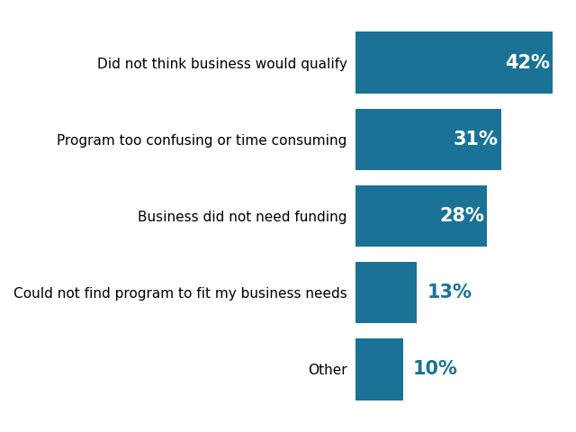 Did not think business would qualify 42%
Program too confusing or time consuming 31%
Business did not need funding 28%
Could not find program to fit my business needs 13%
Other 10%